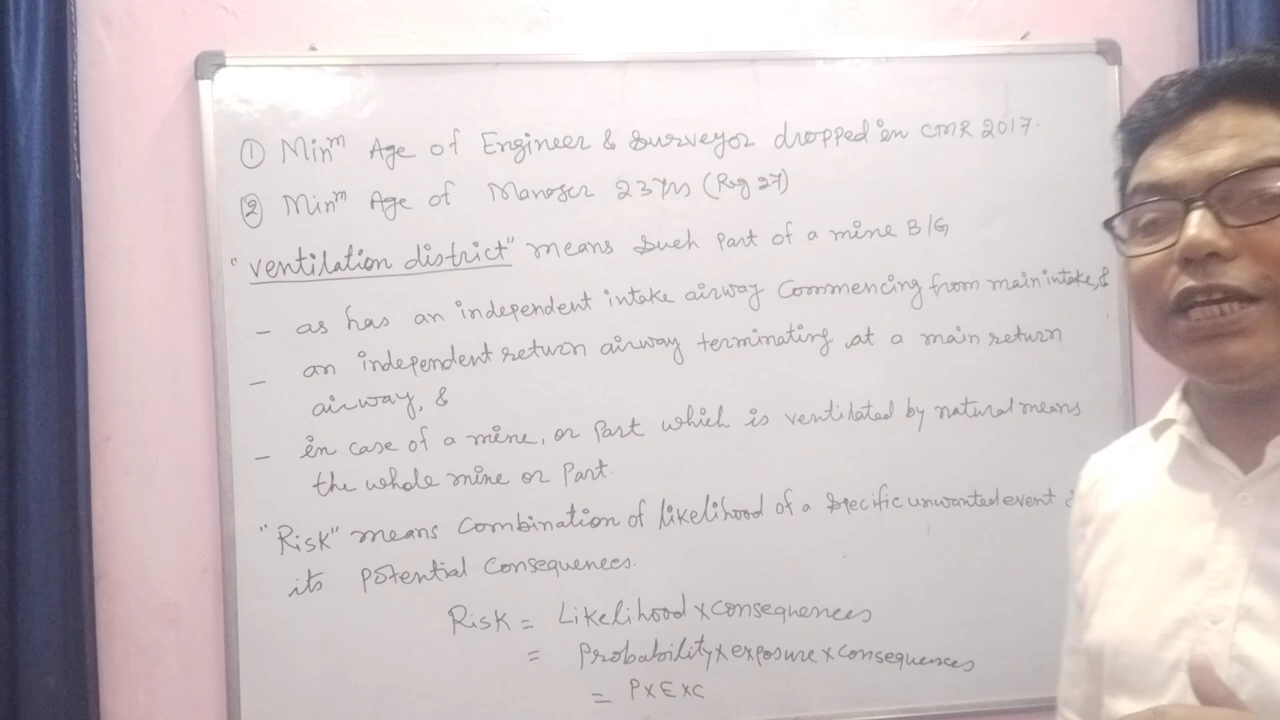 ① Minᵐ Age of Engineer & Surveyor dropped in CMR 2017.
② Minᵐ Age of Manager 23 yrs (Reg 27)
"ventilation district" means such part of a mine B/G,
– as has an independent intake airway Commencing from main intake, &
– an independent return airway terminating at a main return
airway, &
– in case of a mine, or Part which is ventilated by natural means
the whole mine or Part.
"Risk" means Combination of likelihood of a specific unwanted event &
its potential Consequences.
Risk = Likelihood x consequences
= Probability x exposure x consequences
= P x E x C